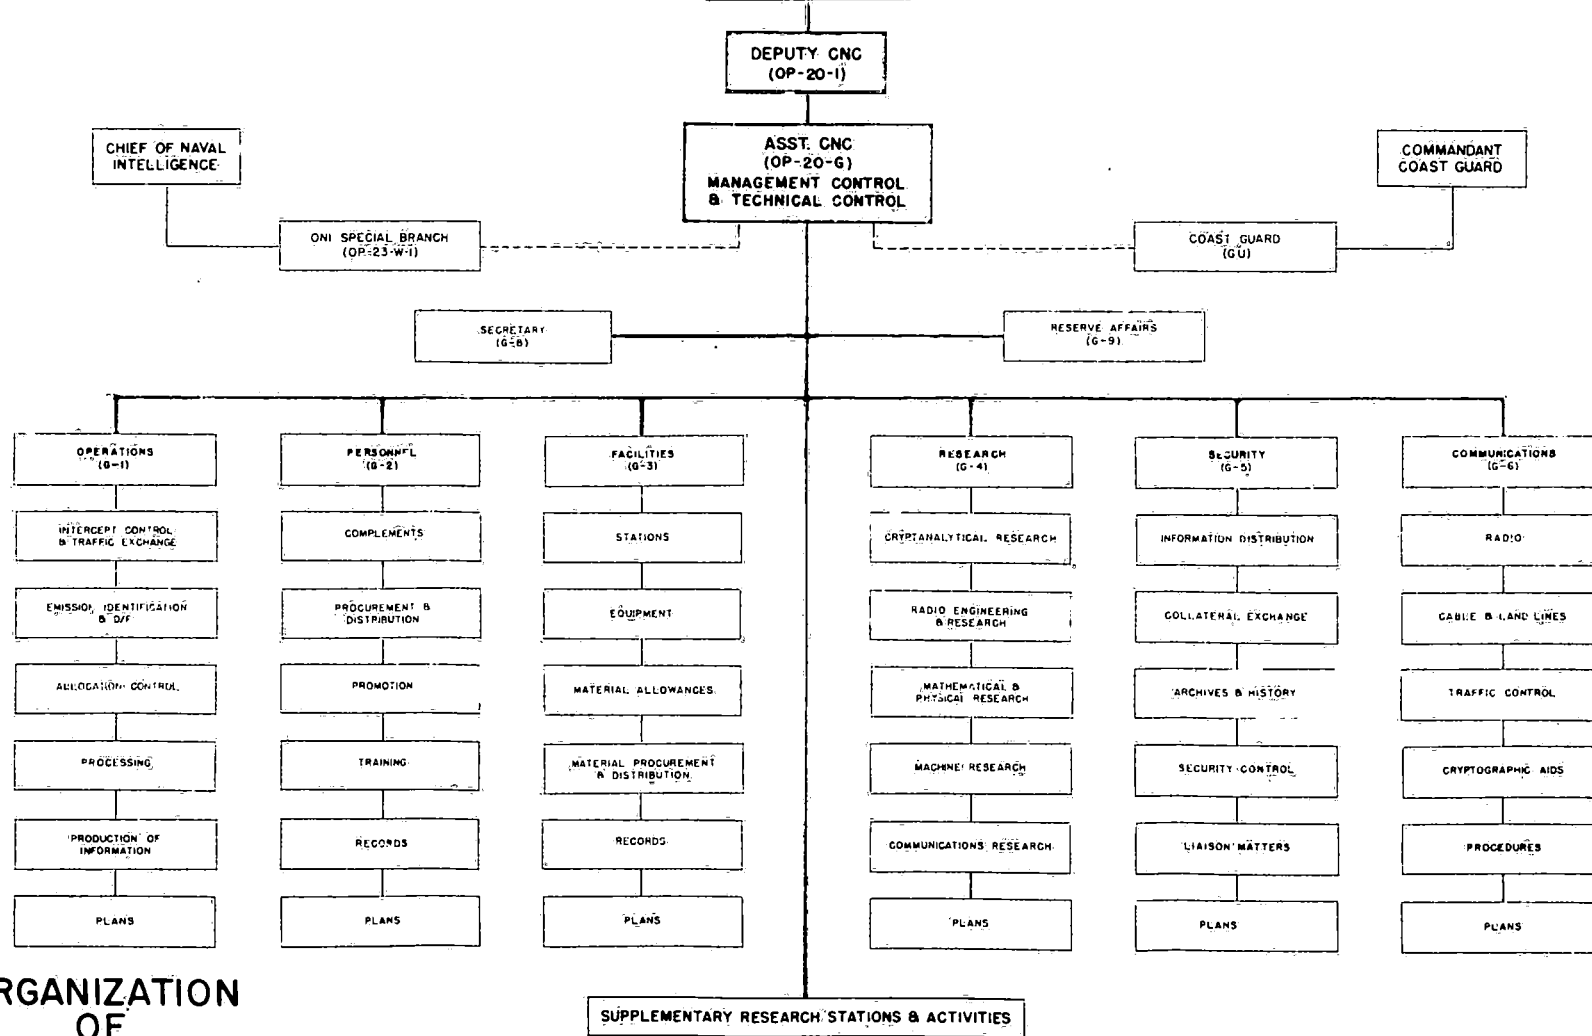 DEPUTY CNC
(OP-20-1)
CHIEF OF NAVAL
INTELLIGENCE
ASST. CNC
(OP-20-G)
MANAGEMENT CONTROL
& TECHNICAL CONTROL
COMMANDANT
COAST GUARD
ONI SPECIAL BRANCH
(OP-23-W-1)
COAST GUARD
(GU)
SECRETARY
(G-8)
RESERVE AFFAIRS
(G-9)
OPERATIONS
(G-1)
INTERCEPT CONTROL
& TRAFFIC EXCHANGE
EMISSION IDENTIFICATION
& D/F
ALLOCATION CONTROL
PROCESSING
PRODUCTION OF
INFORMATION
PLANS
PERSONNEL
(G-2)
COMPLEMENTS
PROCUREMENT &
DISTRIBUTION
PROMOTION
TRAINING
RECORDS
PLANS
FACILITIES
(G-3)
STATIONS
EQUIPMENT
MATERIAL ALLOWANCES
MATERIAL PROCUREMENT
& DISTRIBUTION
RECORDS
PLANS
RESEARCH
(G-4)
CRYPTANALYTICAL RESEARCH
RADIO ENGINEERING
& RESEARCH
MATHEMATICAL &
PHYSICAL RESEARCH
MACHINE RESEARCH
COMMUNICATIONS RESEARCH
PLANS
SECURITY
(G-5)
INFORMATION DISTRIBUTION
COLLATERAL EXCHANGE
ARCHIVES & HISTORY
SECURITY CONTROL
LIAISON MATTERS
PLANS
COMMUNICATIONS
(G-6)
RADIO
CABLE & LAND LINES
TRAFFIC CONTROL
CRYPTOGRAPHIC AIDS
PROCEDURES
PLANS
RGANIZATION
OF
SUPPLEMENTARY RESEARCH STATIONS & ACTIVITIES